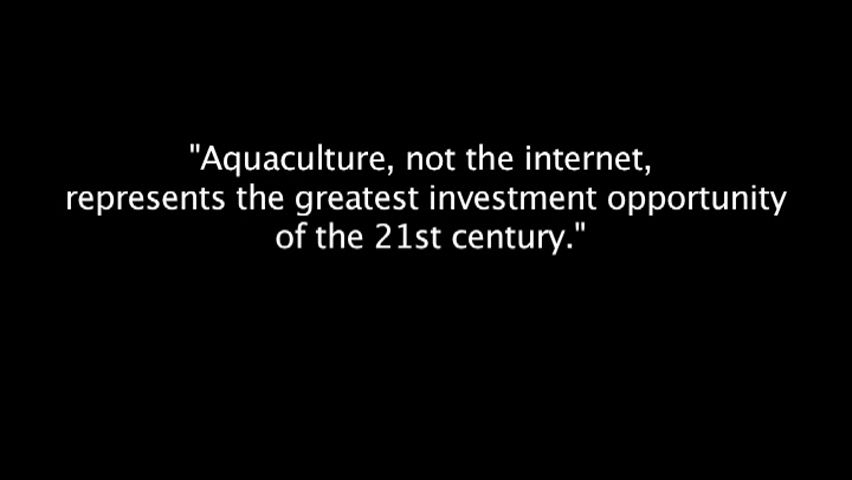 "Aquaculture, not the internet,
represents the greatest investment opportunity
of the 21st century."